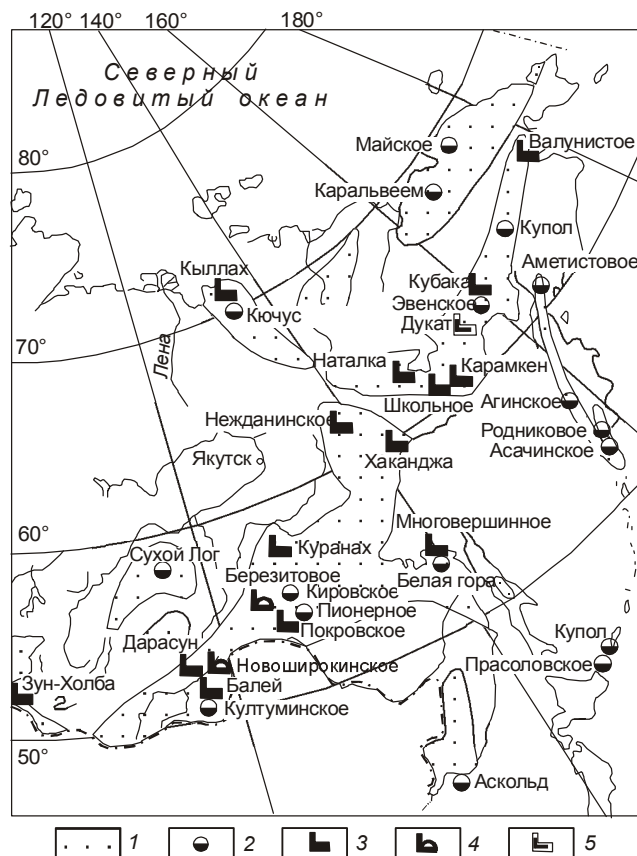 120° 140° 160° 180°
Северный
Ледовитый океан
80°
Майское
Валунистое
Каральвеем
Купол
Кыллах
Кубака
Аметистовое
Эвенское
Кючус
Дукат
Лена
70°
Наталка
Карамкен
Школьное
Агинское
Нежданинское
Родниковое
Якутск
Хаканджа
Асачинское
60°
Многовершинное
Сухой Лог
Куранах
Березитовое
Кировское
Белая гора
Пионерное
Покровское
Купол
Дарасун
Новоширокинское
Прасоловское
Зун-Холба
Балей
Култуминское
50°
Аскольд
1 2 3 4 5